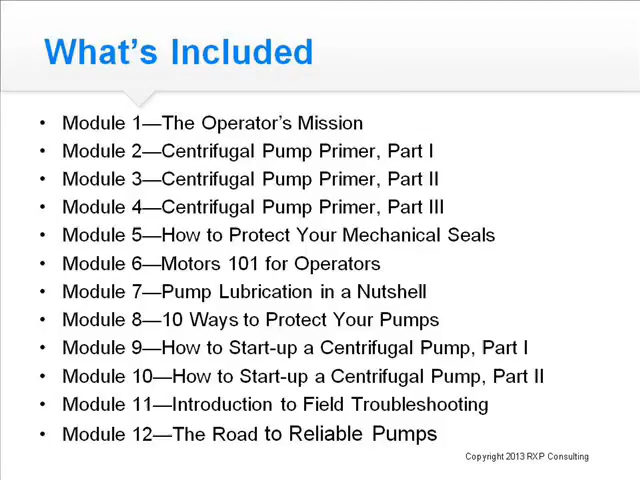 What's Included
• Module 1—The Operator's Mission
• Module 2—Centrifugal Pump Primer, Part I
• Module 3—Centrifugal Pump Primer, Part II
• Module 4—Centrifugal Pump Primer, Part III
• Module 5—How to Protect Your Mechanical Seals
• Module 6—Motors 101 for Operators
• Module 7—Pump Lubrication in a Nutshell
• Module 8—10 Ways to Protect Your Pumps
• Module 9—How to Start-up a Centrifugal Pump, Part I
• Module 10—How to Start-up a Centrifugal Pump, Part II
• Module 11—Introduction to Field Troubleshooting
• Module 12—The Road to Reliable Pumps
Copyright 2013 RXP Consulting